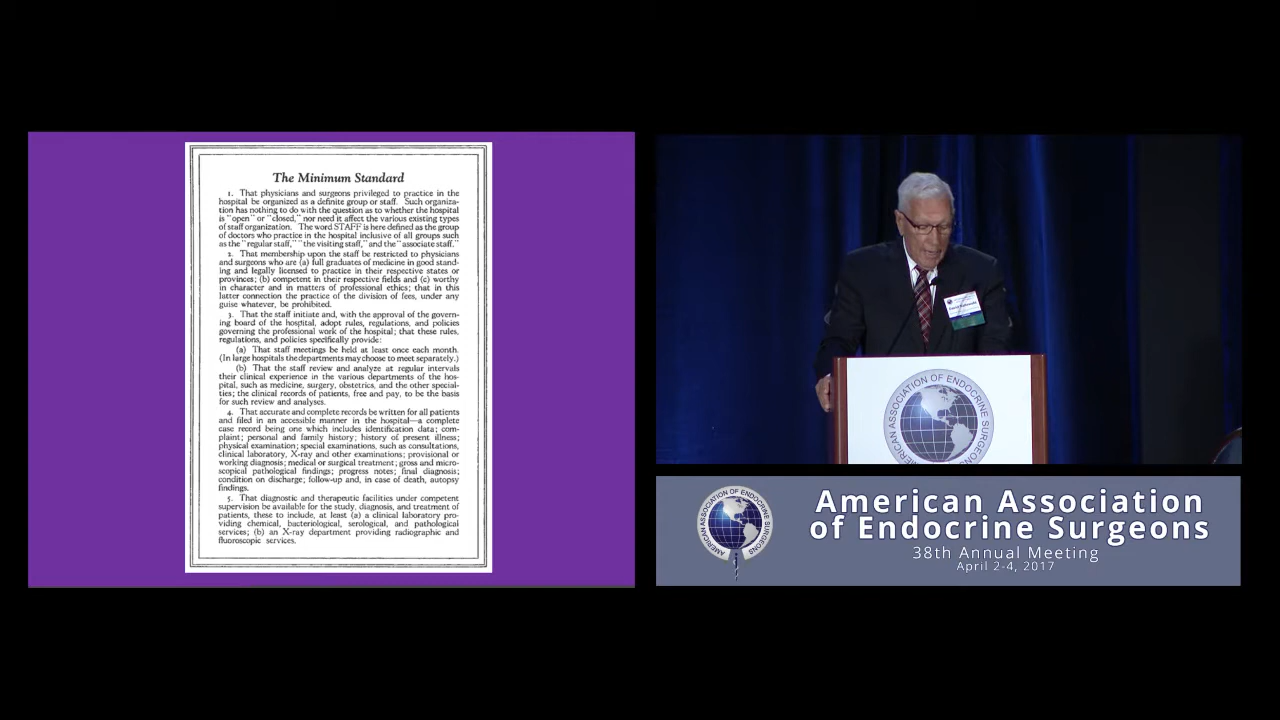 The Minimum Standard
1. That physicians and surgeons privileged to practice in the
hospital be organized as a definite group or staff. Such organiza-
tion has nothing to do with the question as to whether the hospital
is "open" or "closed," nor need it affect the various existing types
of staff organization. The word STAFF is here defined as the group
of doctors who practice in the hospital inclusive of all groups such
as the "regular staff," "the visiting staff," and the "associate staff."
2. That membership upon the staff be restricted to physicians
and surgeons who are (a) full graduates of medicine in good stand-
ing and legally licensed to practice in their respective states or
provinces; (b) competent in their respective fields and (c) worthy
in character and in matters of professional ethics; that in this
latter connection the practice of the division of fees, under any
guise whatever, be prohibited.
3. That the staff initiate and, with the approval of the govern-
ing board of the hospital, adopt rules, regulations, and policies
governing the professional work of the hospital; that these rules,
regulations, and policies specifically provide:
(a) That staff meetings be held at least once each month.
(In large hospitals the departments may choose to meet separately.)
(b) That the staff review and analyze at regular intervals
their clinical experience in the various departments of the hos-
pital, such as medicine, surgery, obstetrics, and the other special-
ties; the clinical records of patients, free and pay, to be the basis
for such review and analyses.
4. That accurate and complete records be written for all patients
and filed in an accessible manner in the hospital—a complete
case record being one which includes identification data; com-
plaint; personal and family history; history of present illness;
physical examination; special examinations, such as consultations,
clinical laboratory, X-ray and other examinations; provisional or
working diagnosis; medical or surgical treatment; gross and micro-
scopical pathological findings; progress notes; final diagnosis;
condition on discharge; follow-up and, in case of death, autopsy
findings.
5. That diagnostic and therapeutic facilities under competent
supervision be available for the study, diagnosis, and treatment of
patients, these to include, at least (a) a clinical laboratory pro-
viding chemical, bacteriological, serological, and pathological
services; (b) an X-ray department providing radiographic and
fluoroscopic services.
AMERICAN ASSOCIATION OF ENDOCRINE SURGEONS
AMERICAN ASSOCIATION OF ENDOCRINE SURGEONS
American Association
of Endocrine Surgeons
38th Annual Meeting
April 2-4, 2017